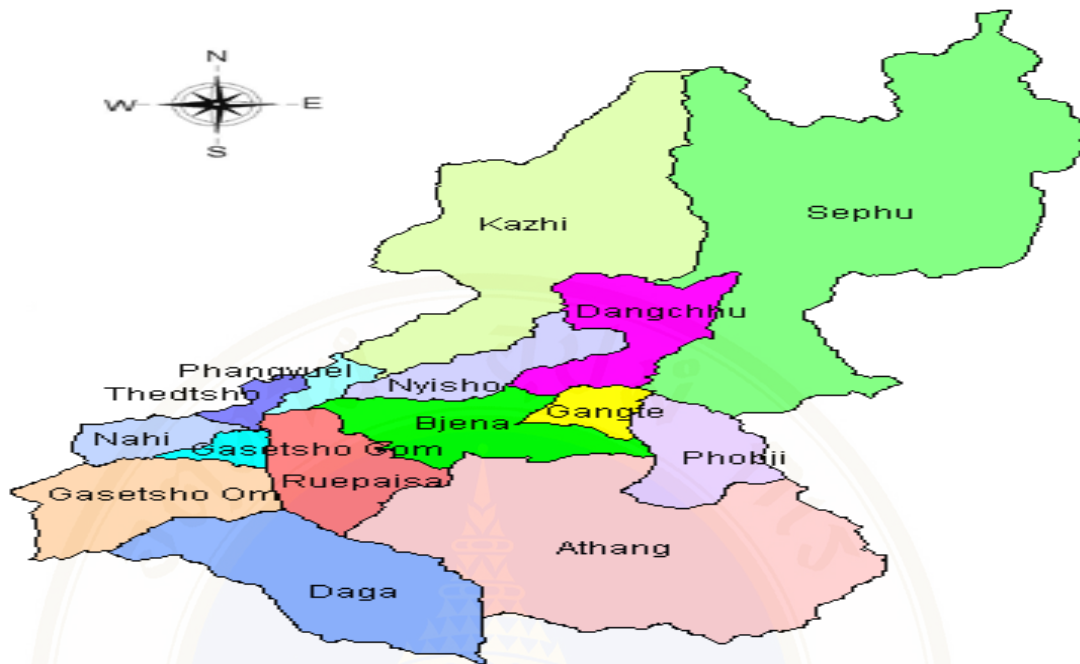 N
W E
S
Kazhi
Sephu
Dangchhu
Phangyuel
Thedtsho
Nyisho
Gangte
Bjena
Nahi
Gasetsho Gom
Phobji
Ruepaisa
Gasetsho Om
Athang
Daga